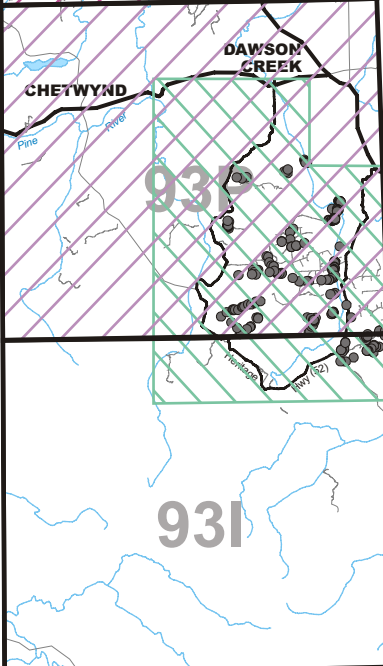 DAWSON
CREEK
CHETWYND
Pine
River
93P
Heritage
Hwy (52)
93I